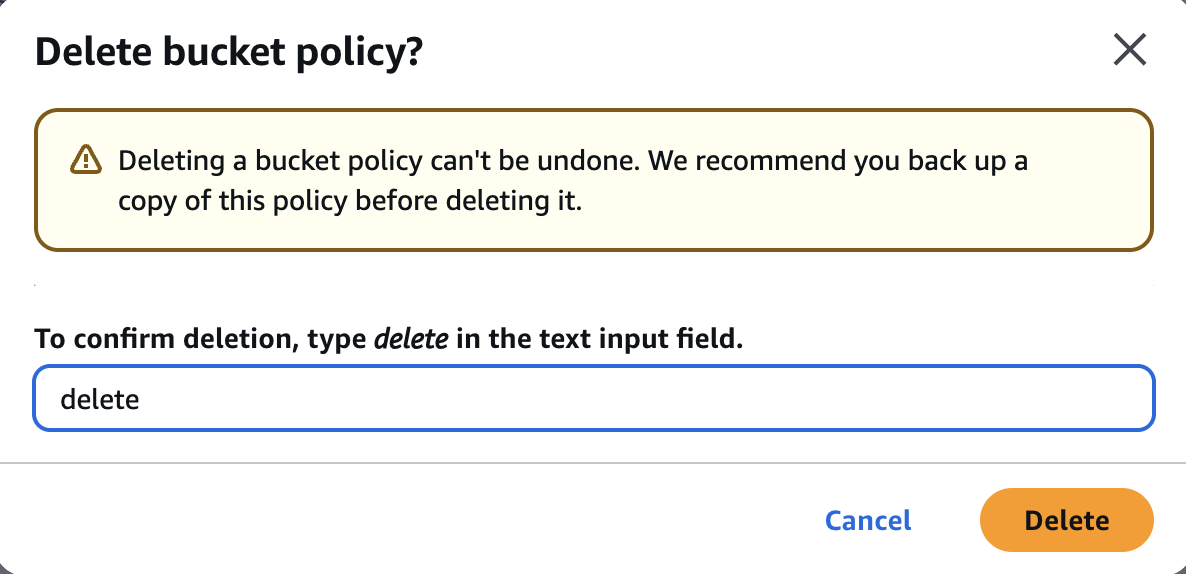 Delete bucket policy?
Deleting a bucket policy can't be undone. We recommend you back up a
copy of this policy before deleting it.
To confirm deletion, type delete in the text input field.
delete
Cancel
Delete